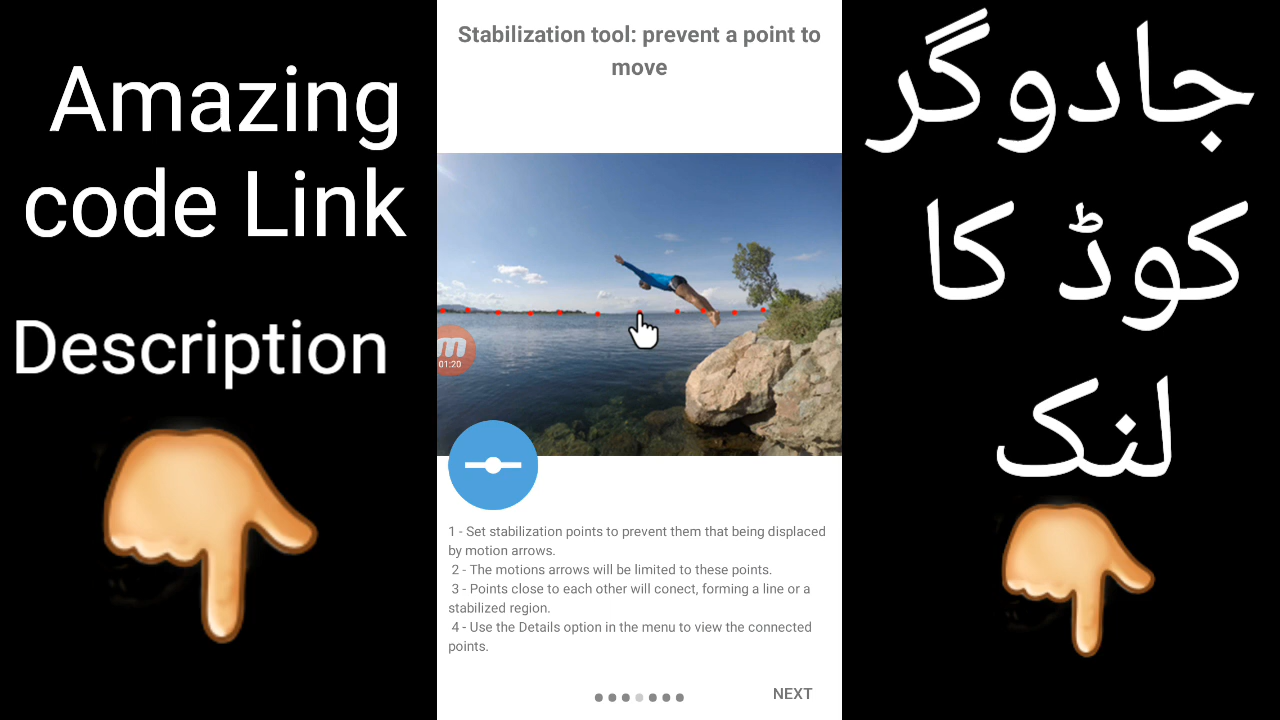 Amazing
code Link
Description
Stabilization tool: prevent a point to
move
m
01:20
1 - Set stabilization points to prevent them that being displaced
by motion arrows.
2 - The motions arrows will be limited to these points.
3 - Points close to each other will conect, forming a line or a
stabilized region.
4 - Use the Details option in the menu to view the connected
points.
NEXT
جادوگر
کوڈ کا
لنک